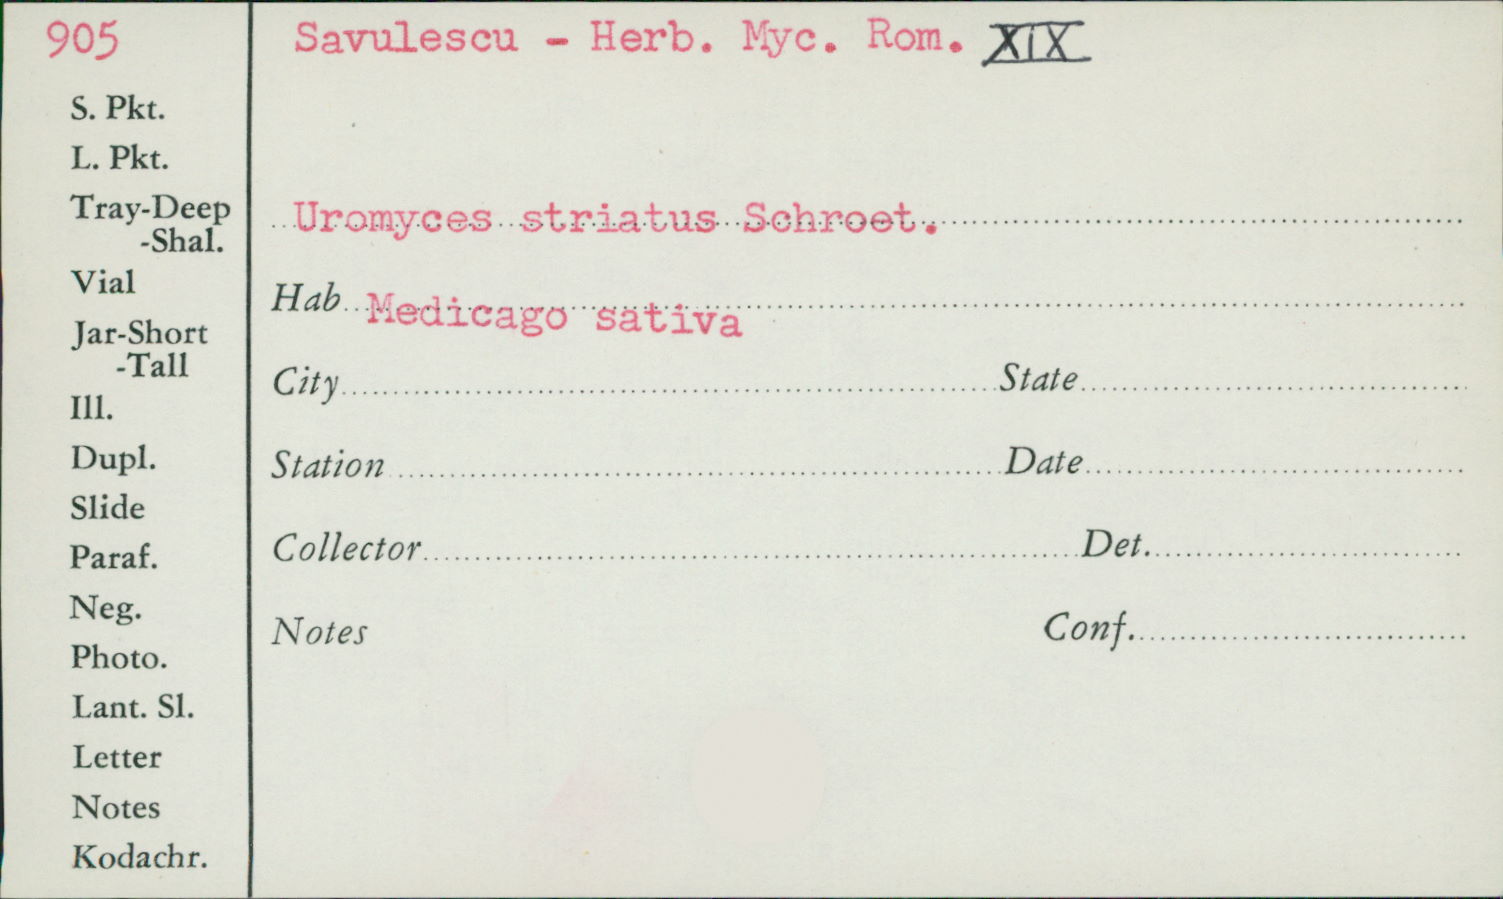 905
Savulescu - Herb. Myc. Rom. XIX
S. Pkt.
L. Pkt.
Tray-Deep
-Shal.
Vial
Jar-Short
-Tall
Ill.
Dupl.
Slide
Paraf.
Neg.
Photo.
Lant. Sl.
Letter
Notes
Kodachr.
Uromyces striatus Schroet.
Hab. Medicago sativa
City State
Station Date
Collector Det.
Notes Conf.